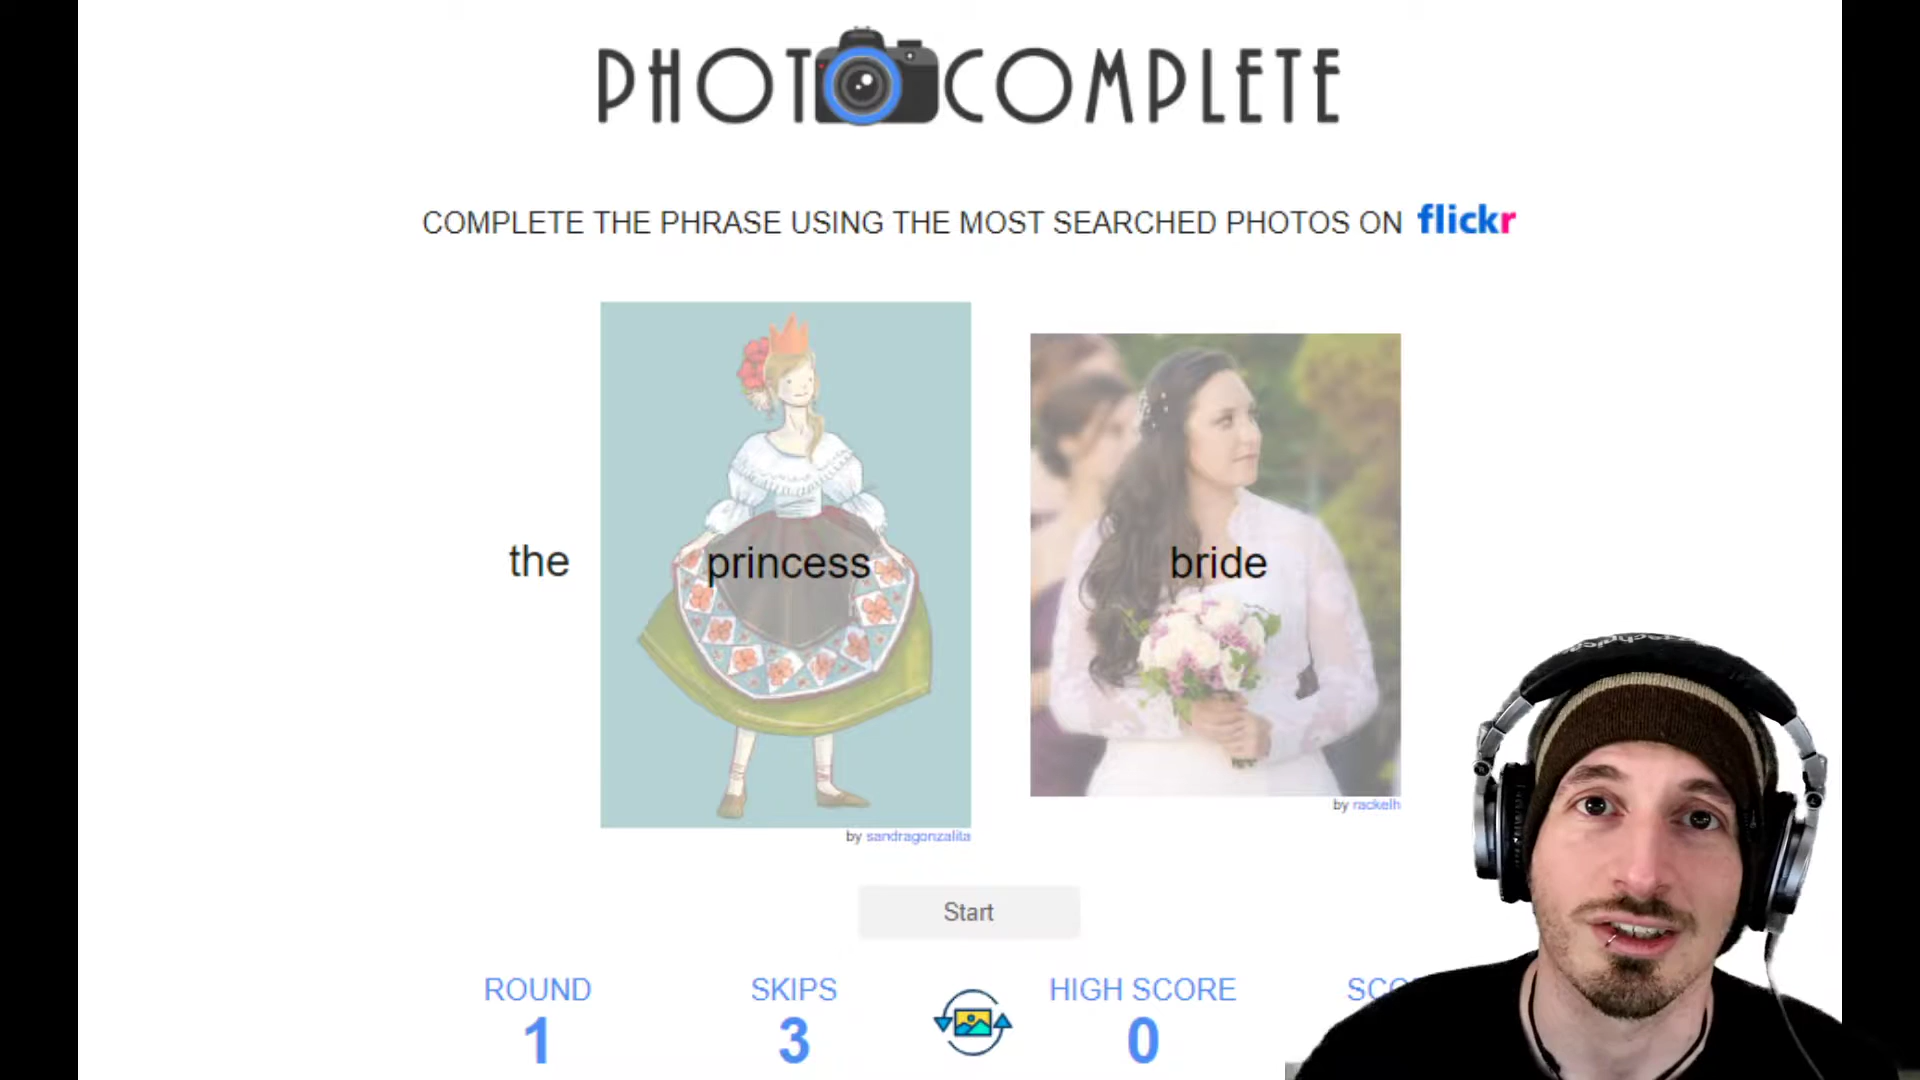 PHOTOCOMPLETE
COMPLETE THE PHRASE USING THE MOST SEARCHED PHOTOS ON flickr
the princess bride
by rackelh
by sandragonzalita
Start
ROUND SKIPS HIGH SCORE SCO
1 3 0